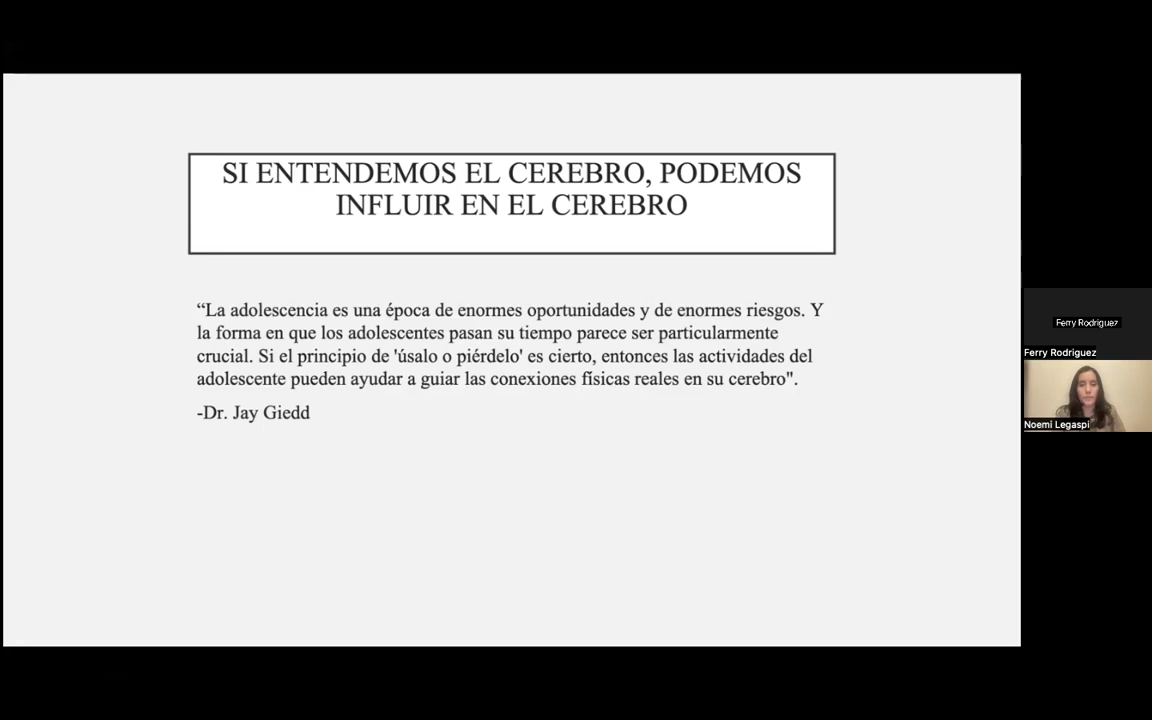 SI ENTENDEMOS EL CEREBRO, PODEMOS
INFLUIR EN EL CEREBRO
“La adolescencia es una época de enormes oportunidades y de enormes riesgos. Y
la forma en que los adolescentes pasan su tiempo parece ser particularmente
crucial. Si el principio de 'úsalo o piérdelo' es cierto, entonces las actividades del
adolescente pueden ayudar a guiar las conexiones físicas reales en su cerebro".
-Dr. Jay Giedd
Ferry Rodriguez
Ferry Rodriguez
Noemi Legaspi